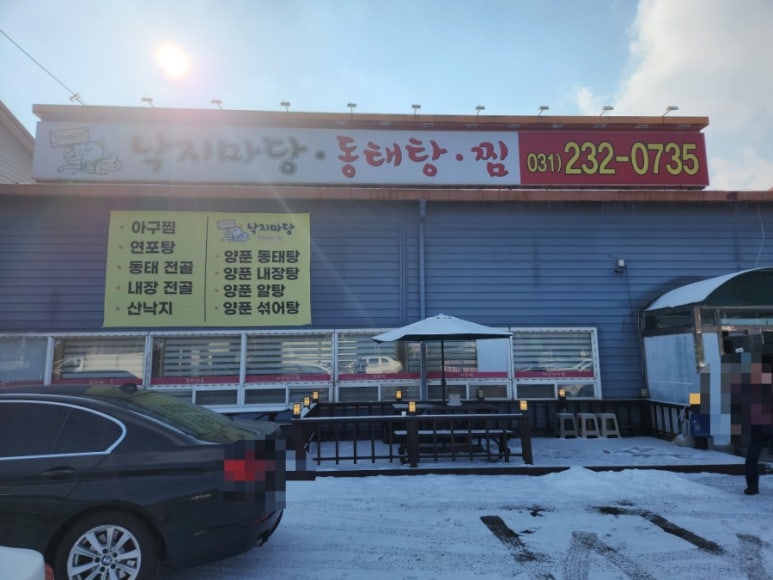 낙지마당·동태탕·찜 031)232-0735
· 아구찜
· 연포탕
· 동태 전골
· 내장 전골
· 산낙지
낙지마당
· 양푼 동태탕
· 양푼 내장탕
· 양푼 알탕
· 양푼 섞어탕